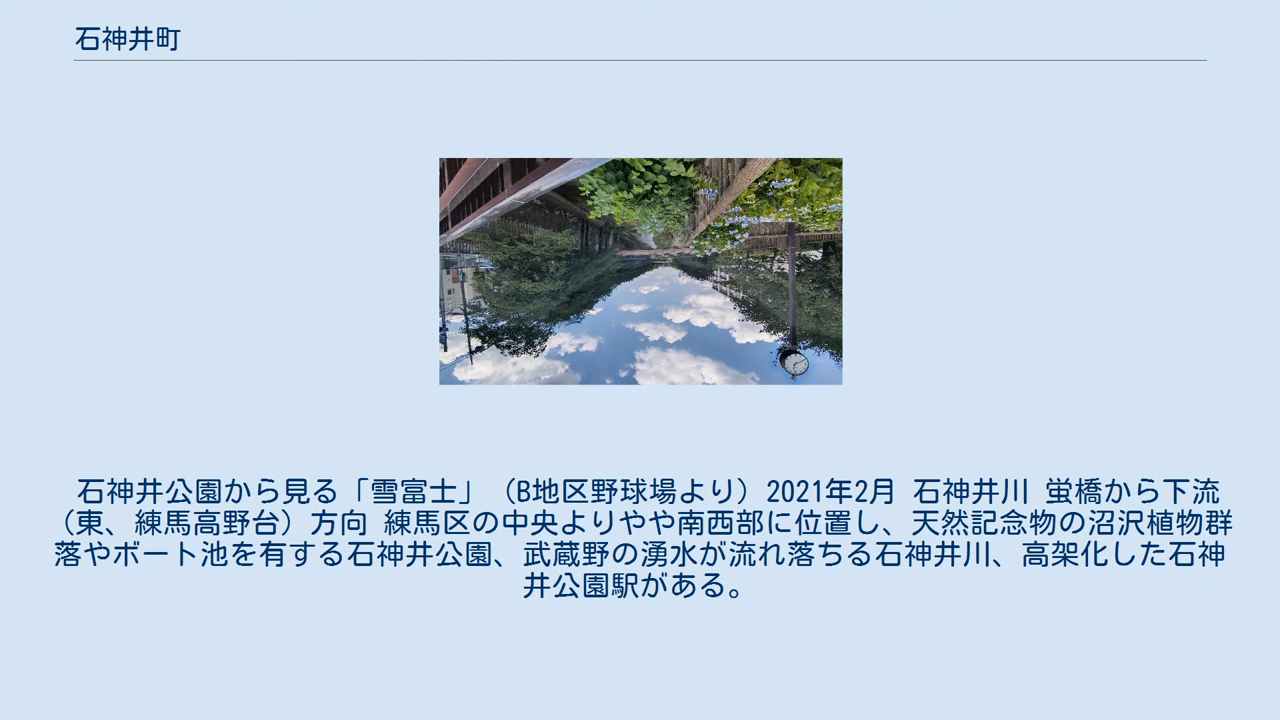 石神井町
石神井公園から見る「雪富士」（B地区野球場より）2021年2月 石神井川 蛍橋から下流
（東、練馬高野台）方向 練馬区の中央よりやや南西部に位置し、天然記念物の沼沢植物群
落やボート池を有する石神井公園、武蔵野の湧水が流れ落ちる石神井川、高架化した石神
井公園駅がある。